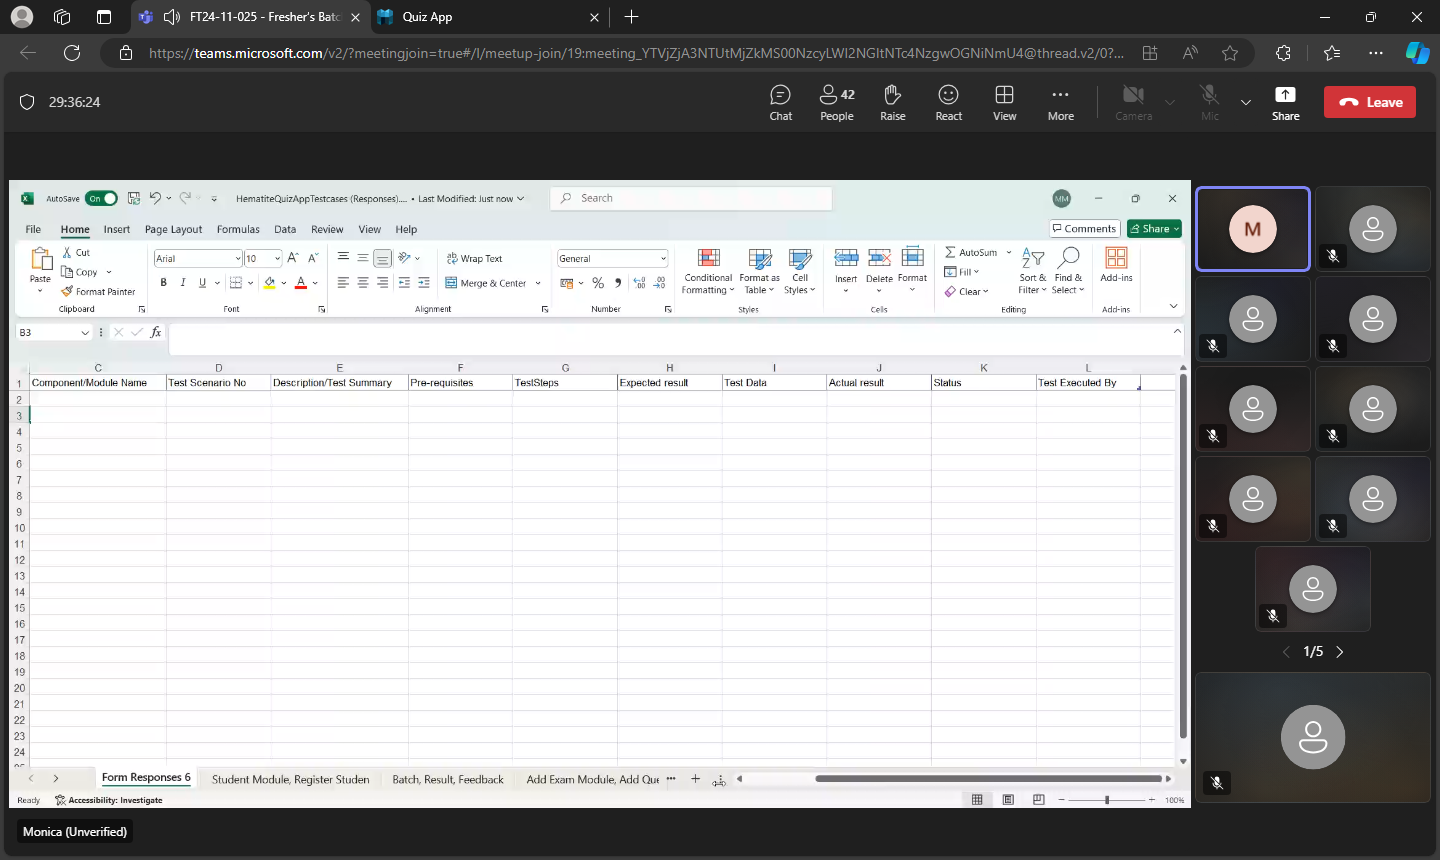 FT24-11-025 - Fresher's Batc
Quiz App
https://teams.microsoft.com/v2/?meetingjoin=true#/l/meetup-join/19:meeting_YTVjZjA3NTUtMjZkMS00NzcyLWI2NGItNTc4NzgwOGNiNmU4@thread.v2/0?...
29:36:24
Chat
42
People
Raise
React
View
More
Camera
Mic
Share
Leave
AutoSave On
HematiteQuizAppTestcases (Responses).... • Last Modified: Just now
Search
MM
File Home Insert Page Layout Formulas Data Review View Help
Comments Share
Paste
Cut
Copy
Format Painter
Clipboard
Arial 10
B I U
Font
Wrap Text
Merge & Center
Alignment
General
Number
Conditional Formatting
Format as Table
Cell Styles
Styles
Insert Delete Format
Cells
AutoSum
Fill
Clear
Sort & Filter
Find & Select
Editing
Add-ins
Add-ins
B3
fx
C D E F G H I J K L
1 Component/Module Name Test Scenario No Description/Test Summary Pre-requisites TestSteps Expected result Test Data Actual result Status Test Executed By
2
3
4
5
6
7
8
9
10
11
12
13
14
15
16
17
18
19
20
21
22
23
24
M
1/5
Form Responses 6 Student Module, Register Studen Batch, Result, Feedback Add Exam Module, Add Que
Ready Accessibility: Investigate
100%
Monica (Unverified)